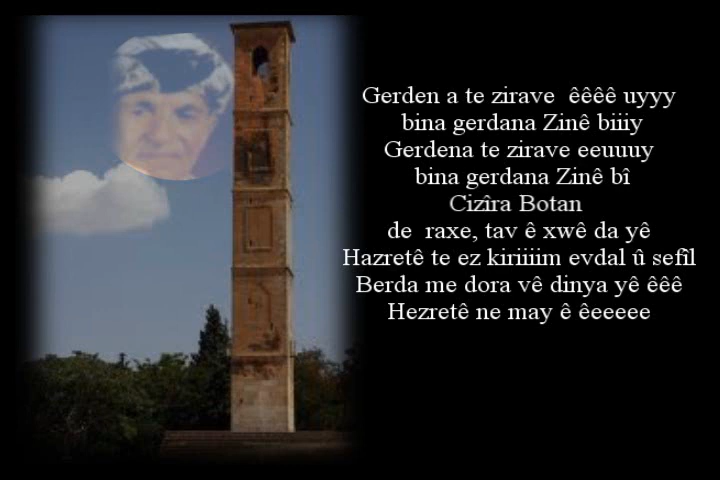 Gerden a te zirave êêêê uyyy
bina gerdana Zinê biiiy
Gerdena te zirave eeuuuy
bina gerdana Zinê bî
Cizîra Botan
de raxe, tav ê xwê da yê
Hazretê te ez kiriiiim evdal û sefîl
Berda me dora vê dinya yê êêê
Hezretê ne may ê êeeeee